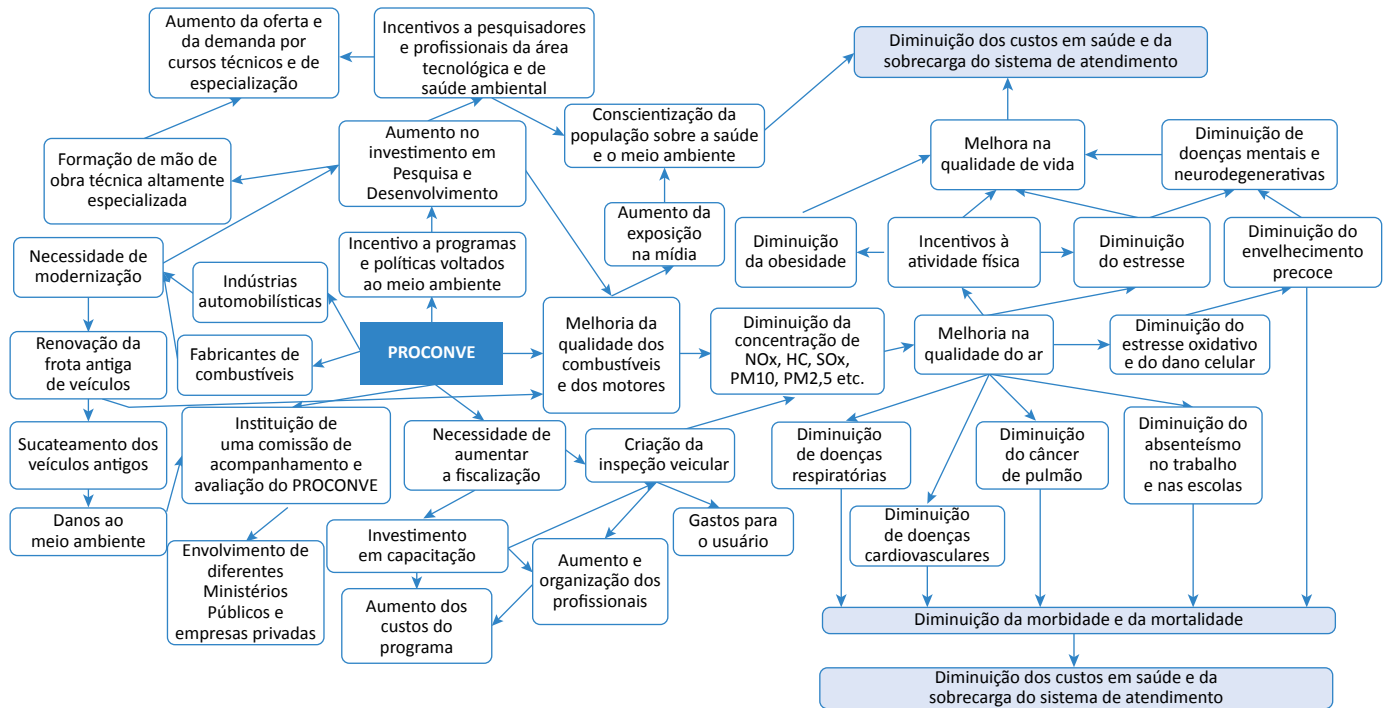 Aumento da oferta e
da demanda por
cursos técnicos e de
especialização
Incentivos a pesquisadores
e profissionais da área
tecnológica e de
saúde ambiental
Diminuição dos custos em saúde e da
sobrecarga do sistema de atendimento
Formação de mão de
obra técnica altamente
especializada
Aumento no
investimento em
Pesquisa e
Desenvolvimento
Conscientização da
população sobre a saúde
e o meio ambiente
Melhora na
qualidade de vida
Diminuição de
doenças mentais e
neurodegenerativas
Necessidade de
modernização
Indústrias
automobilísticas
Incentivo a programas
e políticas voltados
ao meio ambiente
Aumento da
exposição
na mídia
Diminuição
da obesidade
Incentivos à
atividade física
Diminuição
do estresse
Diminuição do
envelhecimento
precoce
Renovação da
frota antiga
de veículos
Fabricantes de
combustíveis
PROCONVE
Melhoria da
qualidade dos
combustíveis
e dos motores
Diminuição da
concentração de
NOx, HC, SOx,
PM10, PM2,5 etc.
Melhoria na
qualidade do ar
Diminuição do
estresse oxidativo
e do dano celular
Sucateamento dos
veículos antigos
Instituição de
uma comissão de
acompanhamento e
avaliação do PROCONVE
Necessidade de
aumentar
a fiscalização
Criação da
inspeção veicular
Diminuição
de doenças
respiratórias
Diminuição
do câncer
de pulmão
Diminuição do
absenteísmo
no trabalho
e nas escolas
Danos ao
meio ambiente
Envolvimento de
diferentes
Ministérios
Públicos e
empresas privadas
Investimento
em capacitação
Aumento e
organização dos
profissionais
Gastos para
o usuário
Diminuição
de doenças
cardiovasculares
Aumento dos
custos do
programa
Diminuição da morbidade e da mortalidade
Diminuição dos custos em saúde e da
sobrecarga do sistema de atendimento